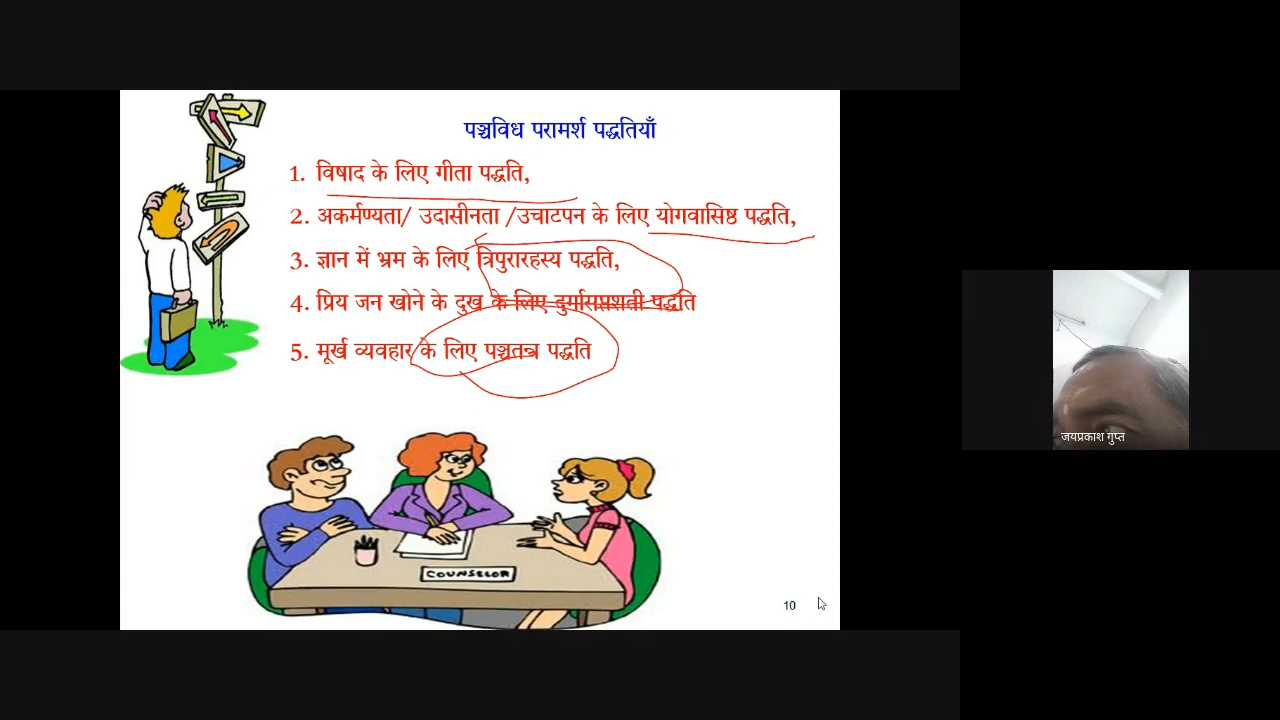 पञ्चविध परामर्श पद्धतियाँ
1. विषाद के लिए गीता पद्धति,
2. अकर्मण्यता/ उदासीनता /उचाटपन के लिए योगवासिष्ठ पद्धति,
3. ज्ञान में भ्रम के लिए त्रिपुरारहस्य पद्धति,
4. प्रिय जन खोने के दुख के लिए दुर्गासप्तशती पद्धति
5. मूर्ख व्यवहार के लिए पञ्चतन्त्र पद्धति
COUNSELOR
10
जयप्रकाश गुप्त